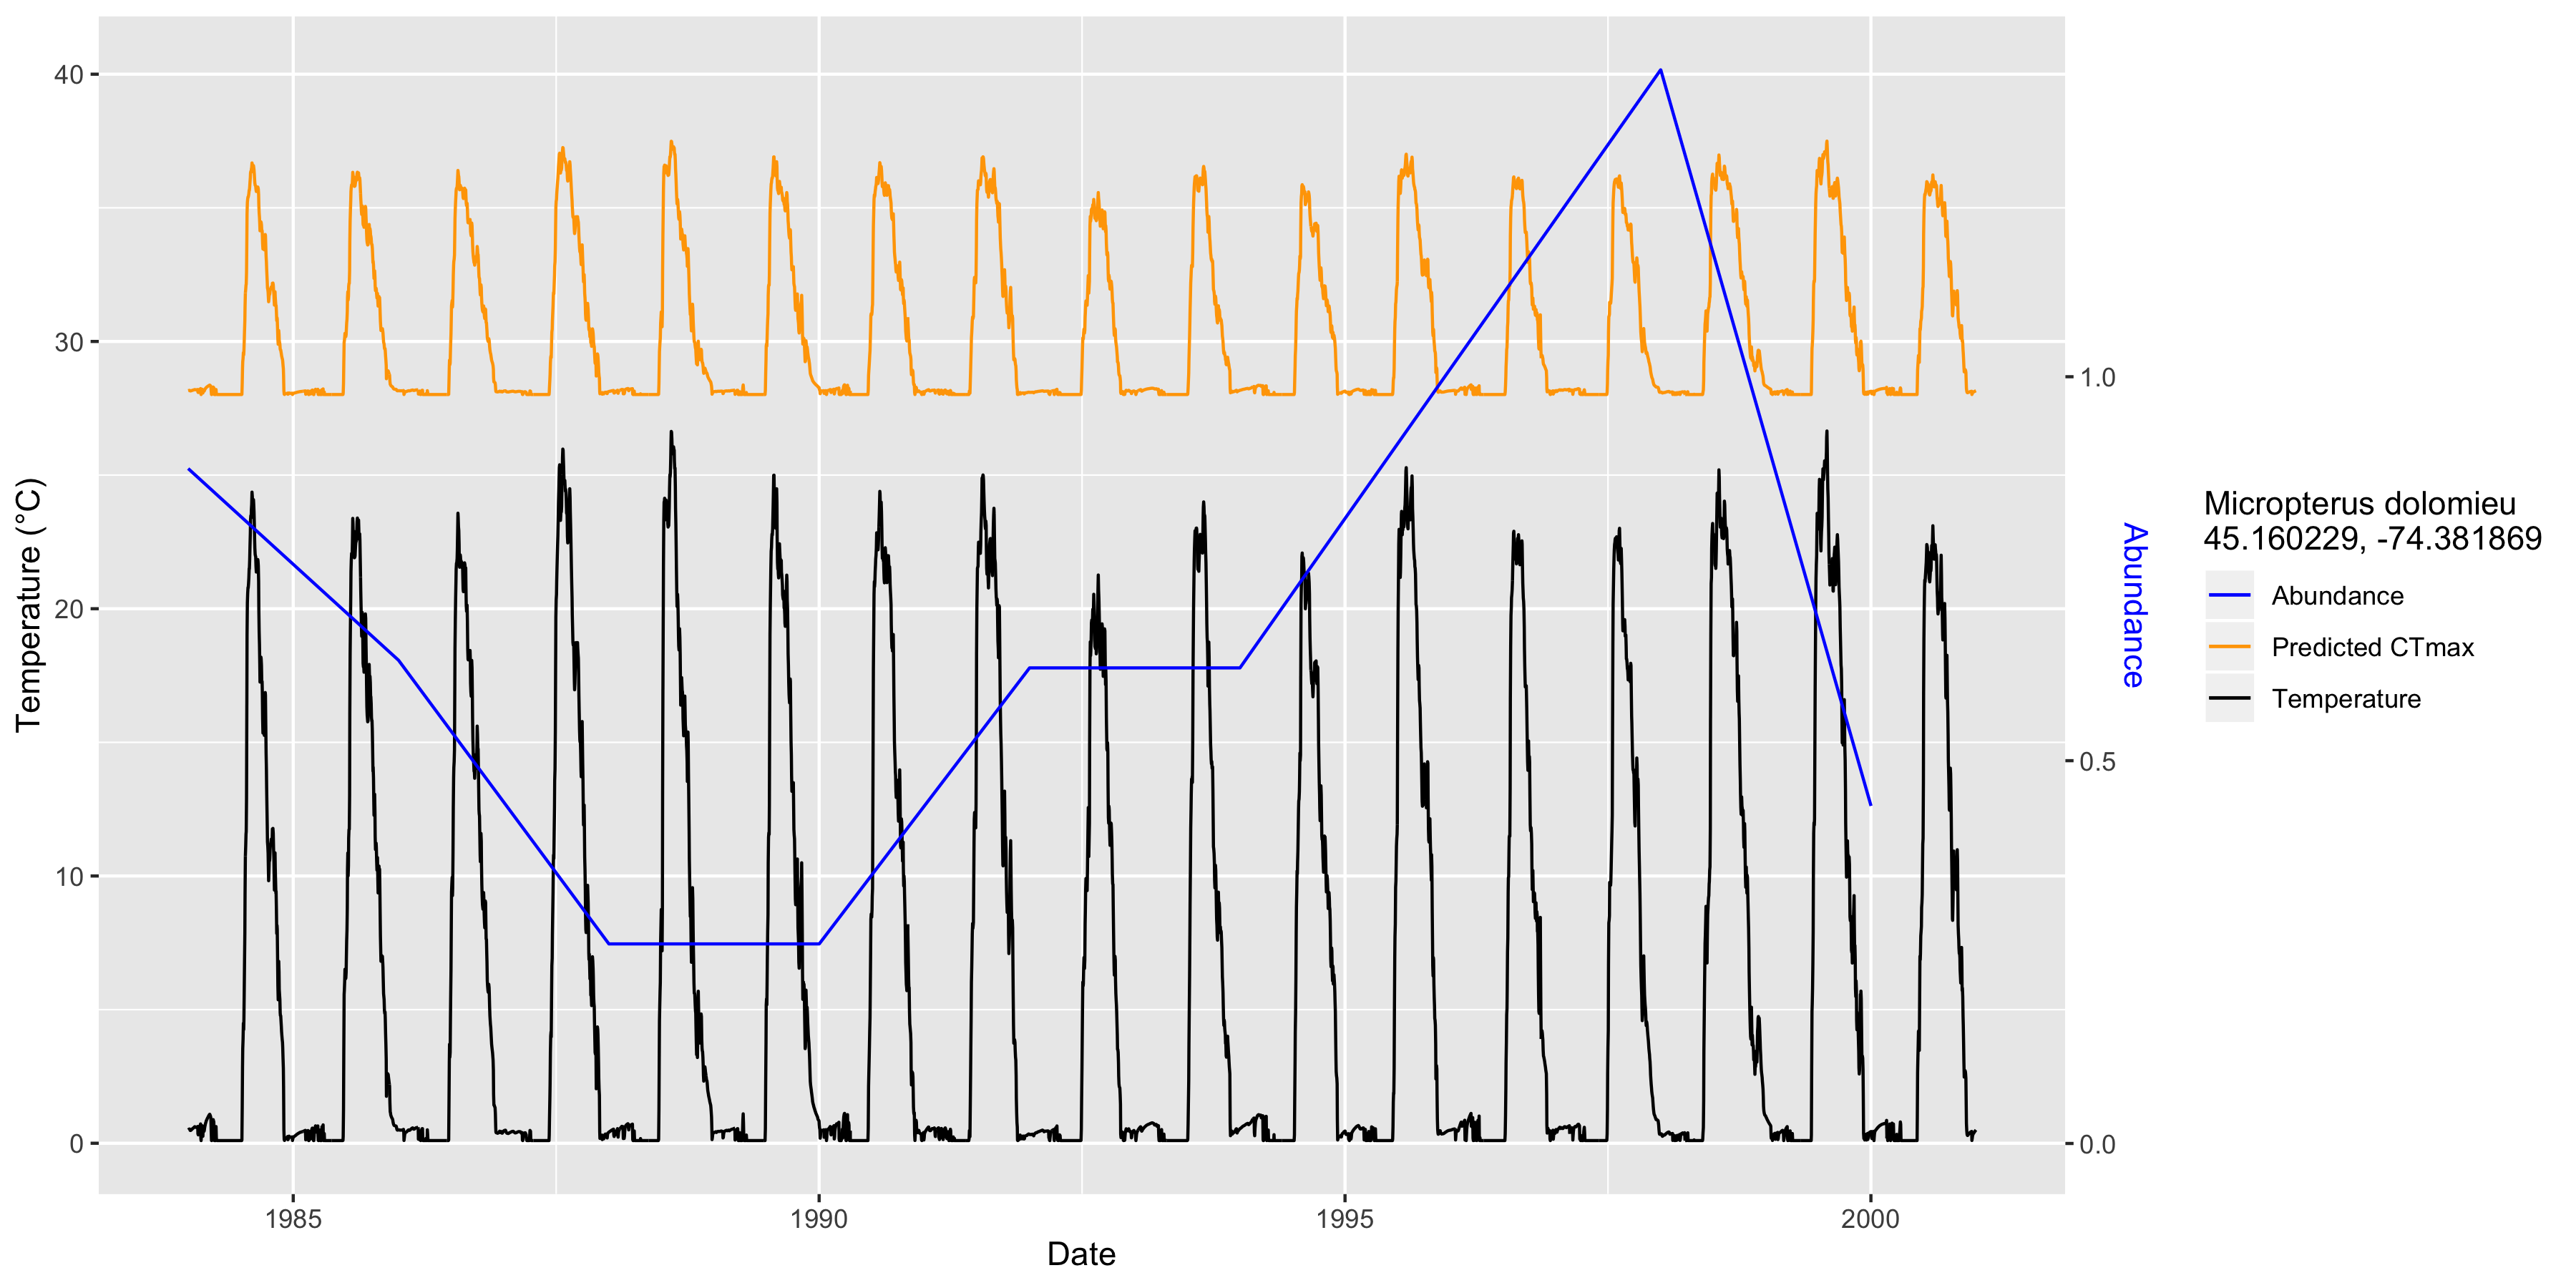 40
30
20
10
0
Temperature (°C)
1985
1990
1995
2000
Date
1.0
0.5
0.0
Abundance
Micropterus dolomieu
45.160229, -74.381869
Abundance
Predicted CTmax
Temperature